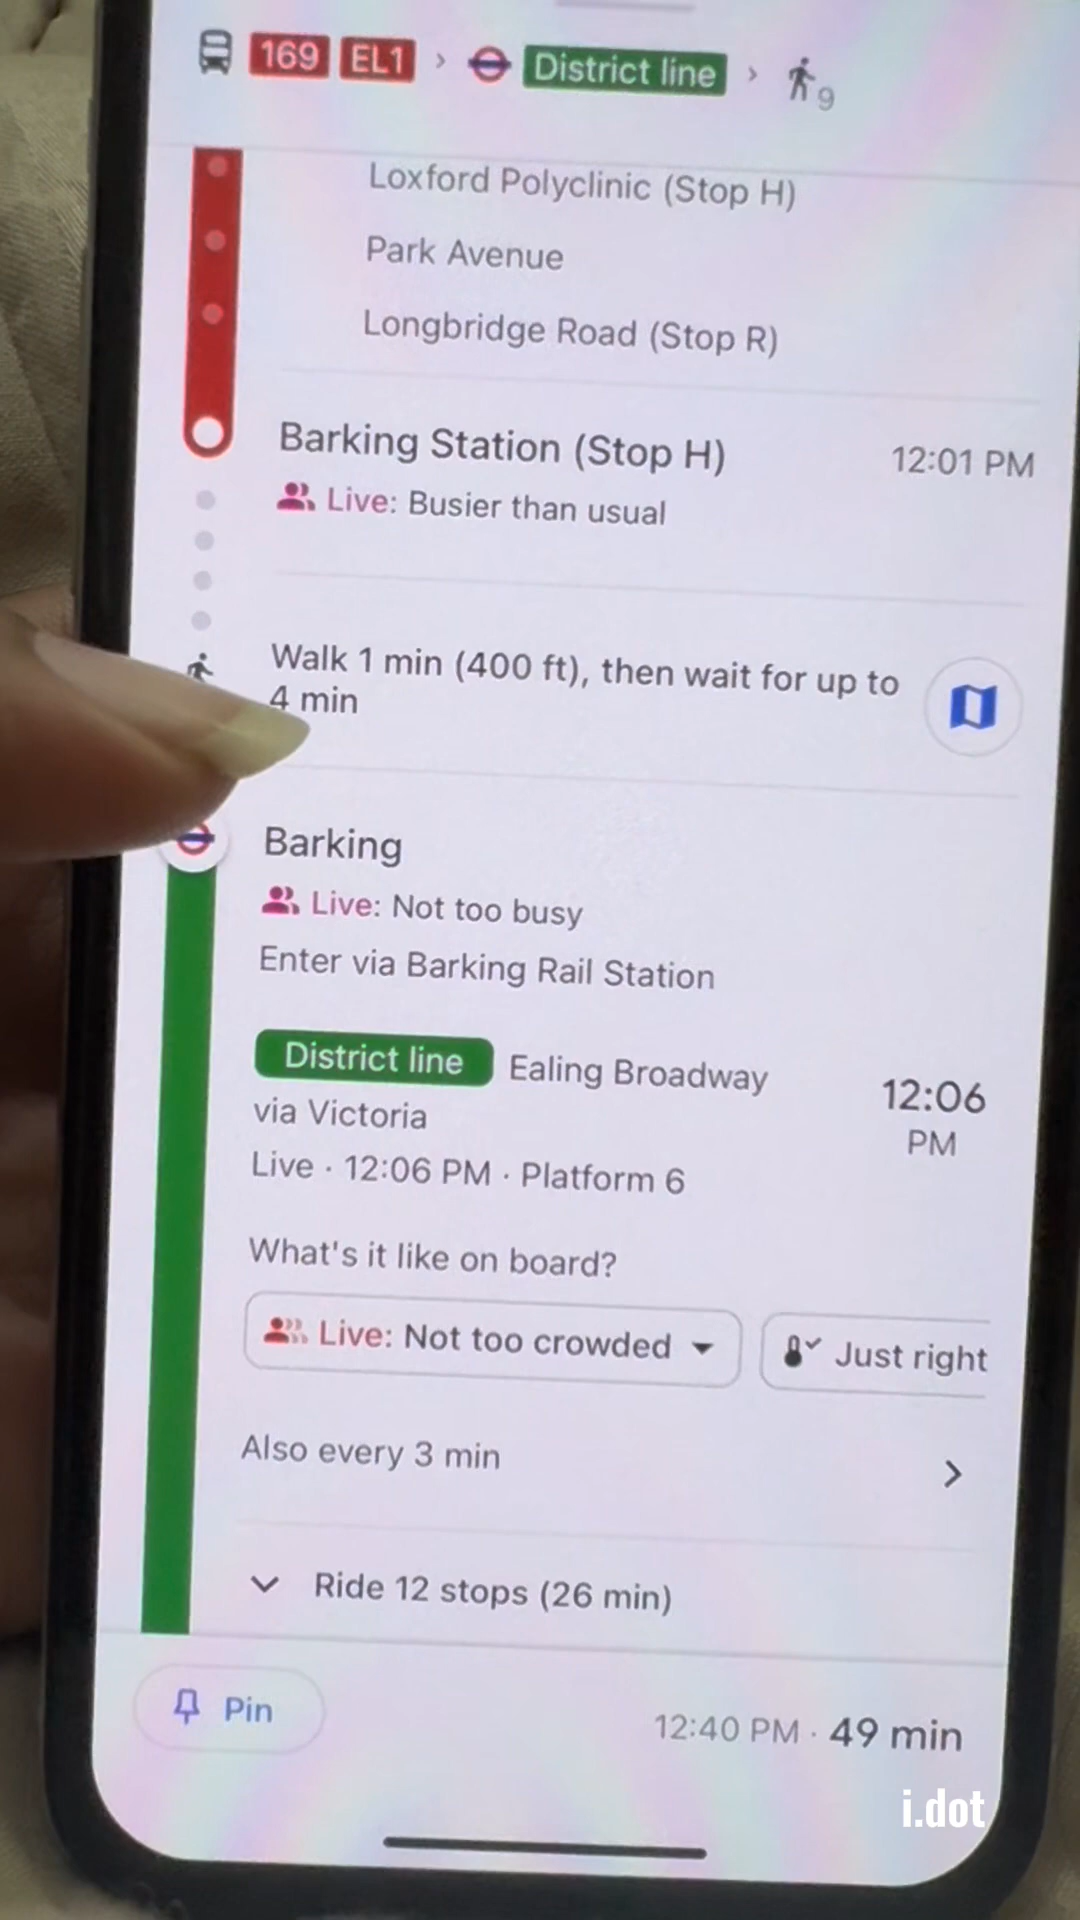 169 EL1 › District line › 9
Loxford Polyclinic (Stop H)
Park Avenue
Longbridge Road (Stop R)
Barking Station (Stop H) 12:01 PM
Live: Busier than usual
Walk 1 min (400 ft), then wait for up to
4 min
Barking
Live: Not too busy
Enter via Barking Rail Station
District line Ealing Broadway 12:06
via Victoria PM
Live · 12:06 PM · Platform 6
What's it like on board?
Live: Not too crowded Just right
Also every 3 min
Ride 12 stops (26 min)
Pin 12:40 PM · 49 min
i.dot